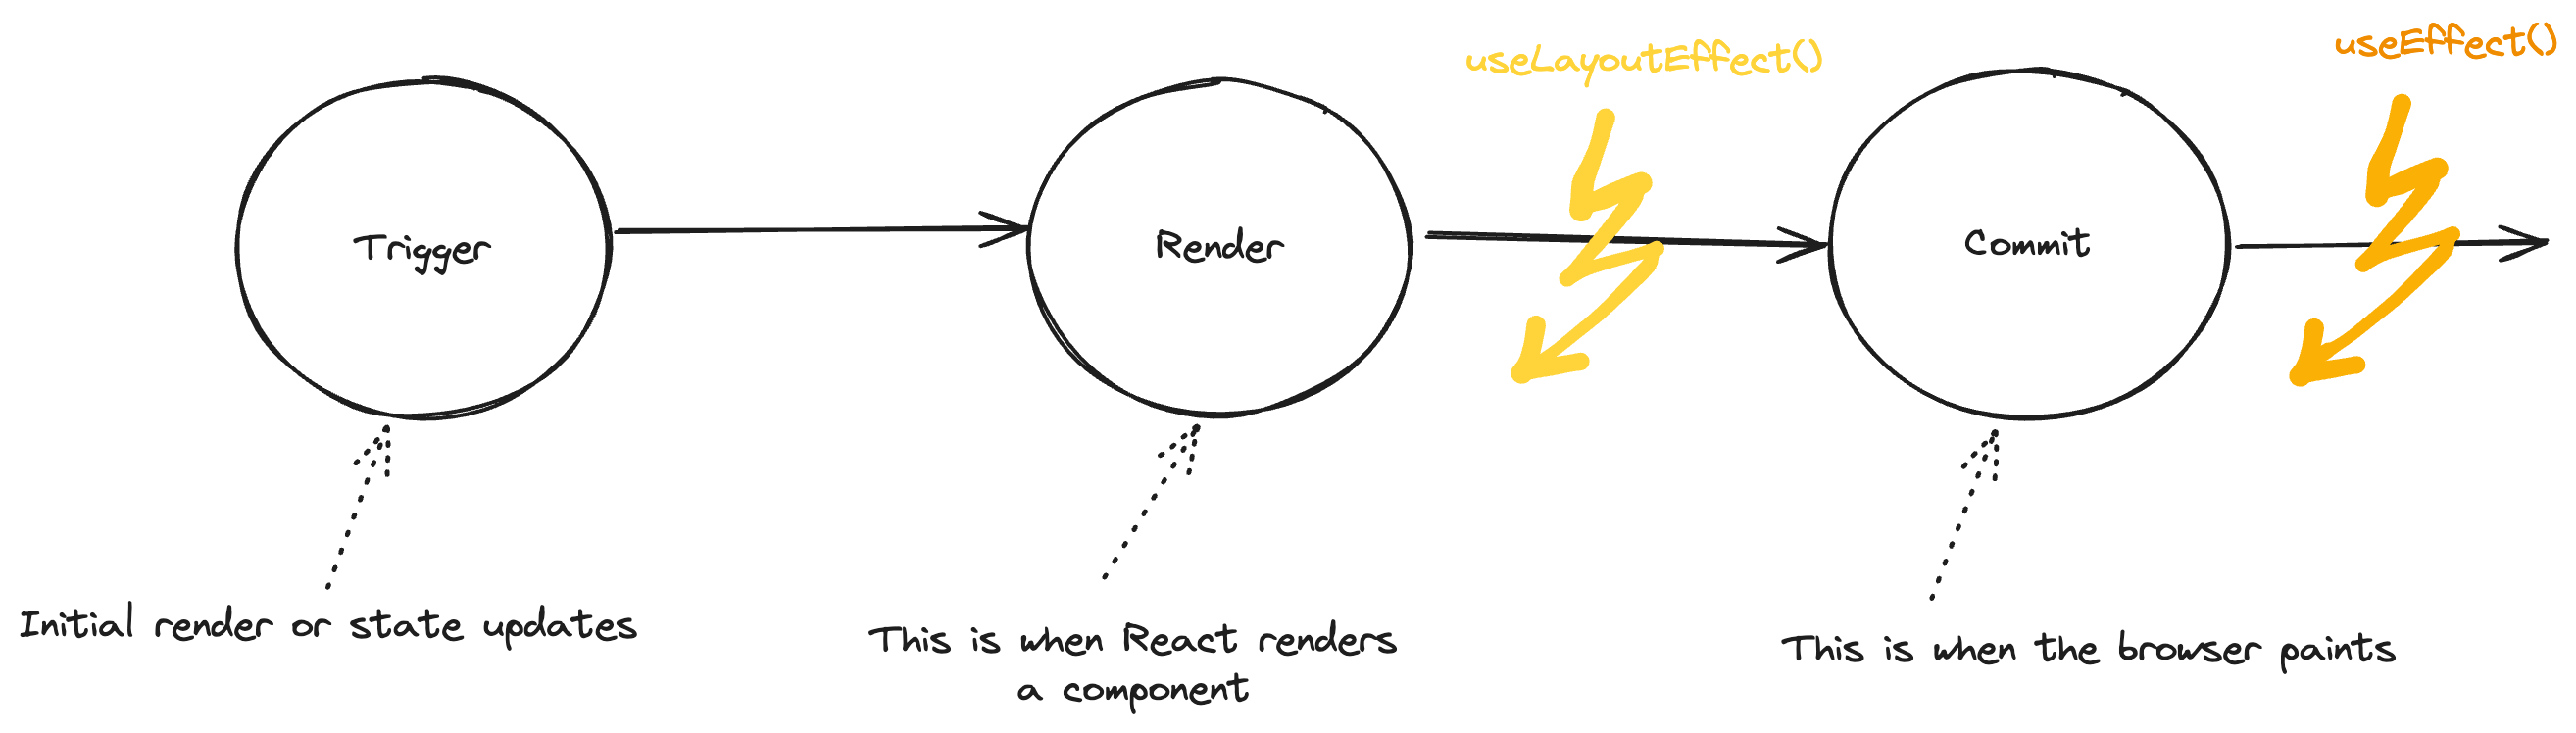 useLayoutEffect()
useEffect()
Trigger
Render
Commit
Initial render or state updates
This is when React renders
a component
This is when the browser paints